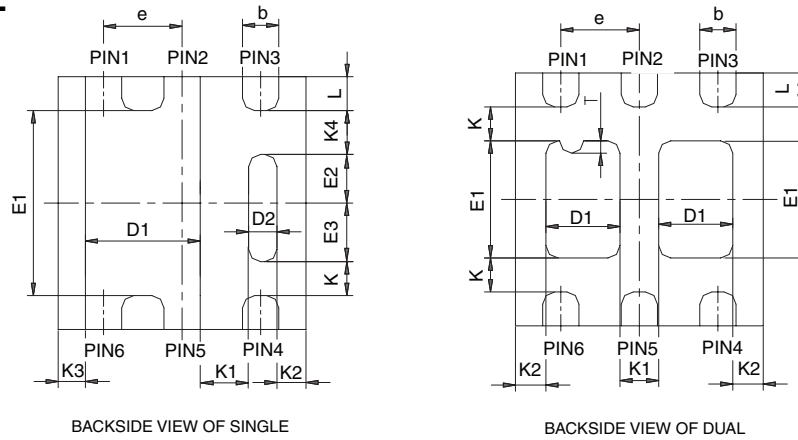 e b e b
PIN1 PIN2 PIN3 PIN1 PIN2 PIN3
L L
K4 K T
E1 E2 E1 E1
D1 D2 D1 D1
E3
K K
PIN6 PIN5 PIN4 PIN6 PIN5 PIN4
K3 K1 K2 K2 K1 K2
BACKSIDE VIEW OF SINGLE BACKSIDE VIEW OF DUAL